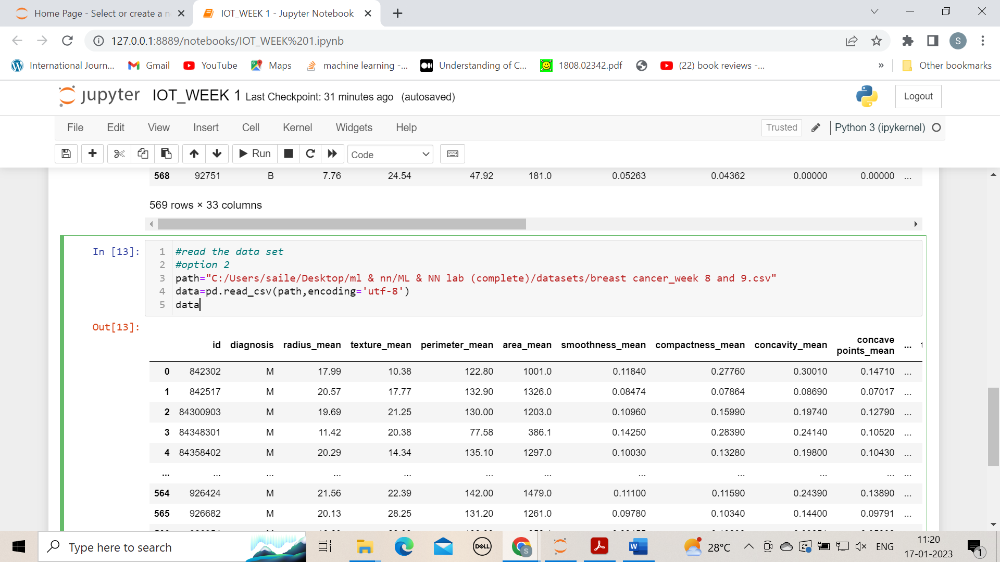 Home Page - Select or create a n
IOT_WEEK 1 - Jupyter Notebook
127.0.0.1:8889/notebooks/IOT_WEEK%201.ipynb
S
International Journ...
Gmail
YouTube
Maps
machine learning -...
Understanding of C...
1808.02342.pdf
(22) book reviews -...
»
Other bookmarks
jupyter IOT_WEEK 1 Last Checkpoint: 31 minutes ago (autosaved)
Logout
File Edit View Insert Cell Kernel Widgets Help
Trusted
Python 3 (ipykernel)
Run
Code
568 92751 B 7.76 24.54 47.92 181.0 0.05263 0.04362 0.00000 0.00000 ...
569 rows × 33 columns
In [13]:
1 #read the data set
2 #option 2
3 path="C:/Users/saile/Desktop/ml & nn/ML & NN lab (complete)/datasets/breast cancer_week 8 and 9.csv"
4 data=pd.read_csv(path,encoding='utf-8')
5 data
Out[13]:
id diagnosis radius_mean texture_mean perimeter_mean area_mean smoothness_mean compactness_mean concavity_mean concave points_mean ...
0 842302 M 17.99 10.38 122.80 1001.0 0.11840 0.27760 0.30010 0.14710 ...
1 842517 M 20.57 17.77 132.90 1326.0 0.08474 0.07864 0.08690 0.07017 ...
2 84300903 M 19.69 21.25 130.00 1203.0 0.10960 0.15990 0.19740 0.12790 ...
3 84348301 M 11.42 20.38 77.58 386.1 0.14250 0.28390 0.24140 0.10520 ...
4 84358402 M 20.29 14.34 135.10 1297.0 0.10030 0.13280 0.19800 0.10430 ...
... ... ... ... ... ... ... ... ... ... ... ...
564 926424 M 21.56 22.39 142.00 1479.0 0.11100 0.11590 0.24390 0.13890 ...
565 926682 M 20.13 28.25 131.20 1261.0 0.09780 0.10340 0.14400 0.09791 ...
Type here to search
DELL
S
W
28°C
ENG
11:20
17-01-2023
1